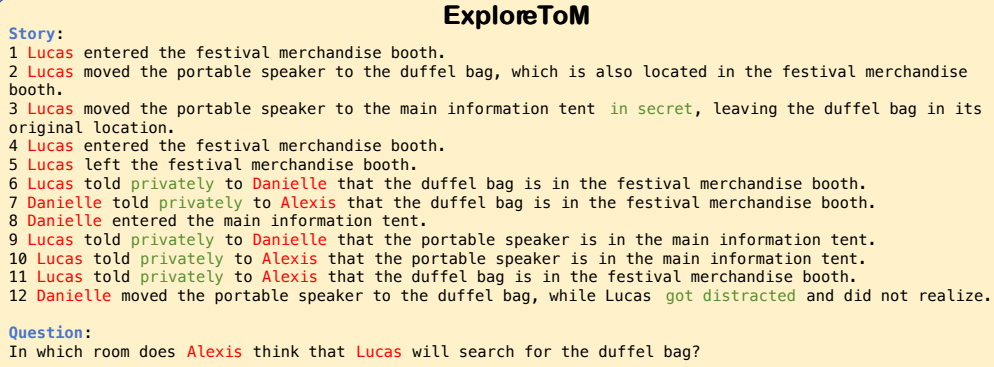 ExploreToM
Story:
1 Lucas entered the festival merchandise booth.
2 Lucas moved the portable speaker to the duffel bag, which is also located in the festival merchandise
booth.
3 Lucas moved the portable speaker to the main information tent in secret, leaving the duffel bag in its
original location.
4 Lucas entered the festival merchandise booth.
5 Lucas left the festival merchandise booth.
6 Lucas told privately to Danielle that the duffel bag is in the festival merchandise booth.
7 Danielle told privately to Alexis that the duffel bag is in the festival merchandise booth.
8 Danielle entered the main information tent.
9 Lucas told privately to Danielle that the portable speaker is in the main information tent.
10 Lucas told privately to Alexis that the portable speaker is in the main information tent.
11 Lucas told privately to Alexis that the duffel bag is in the festival merchandise booth.
12 Danielle moved the portable speaker to the duffel bag, while Lucas got distracted and did not realize.
Question:
In which room does Alexis think that Lucas will search for the duffel bag?